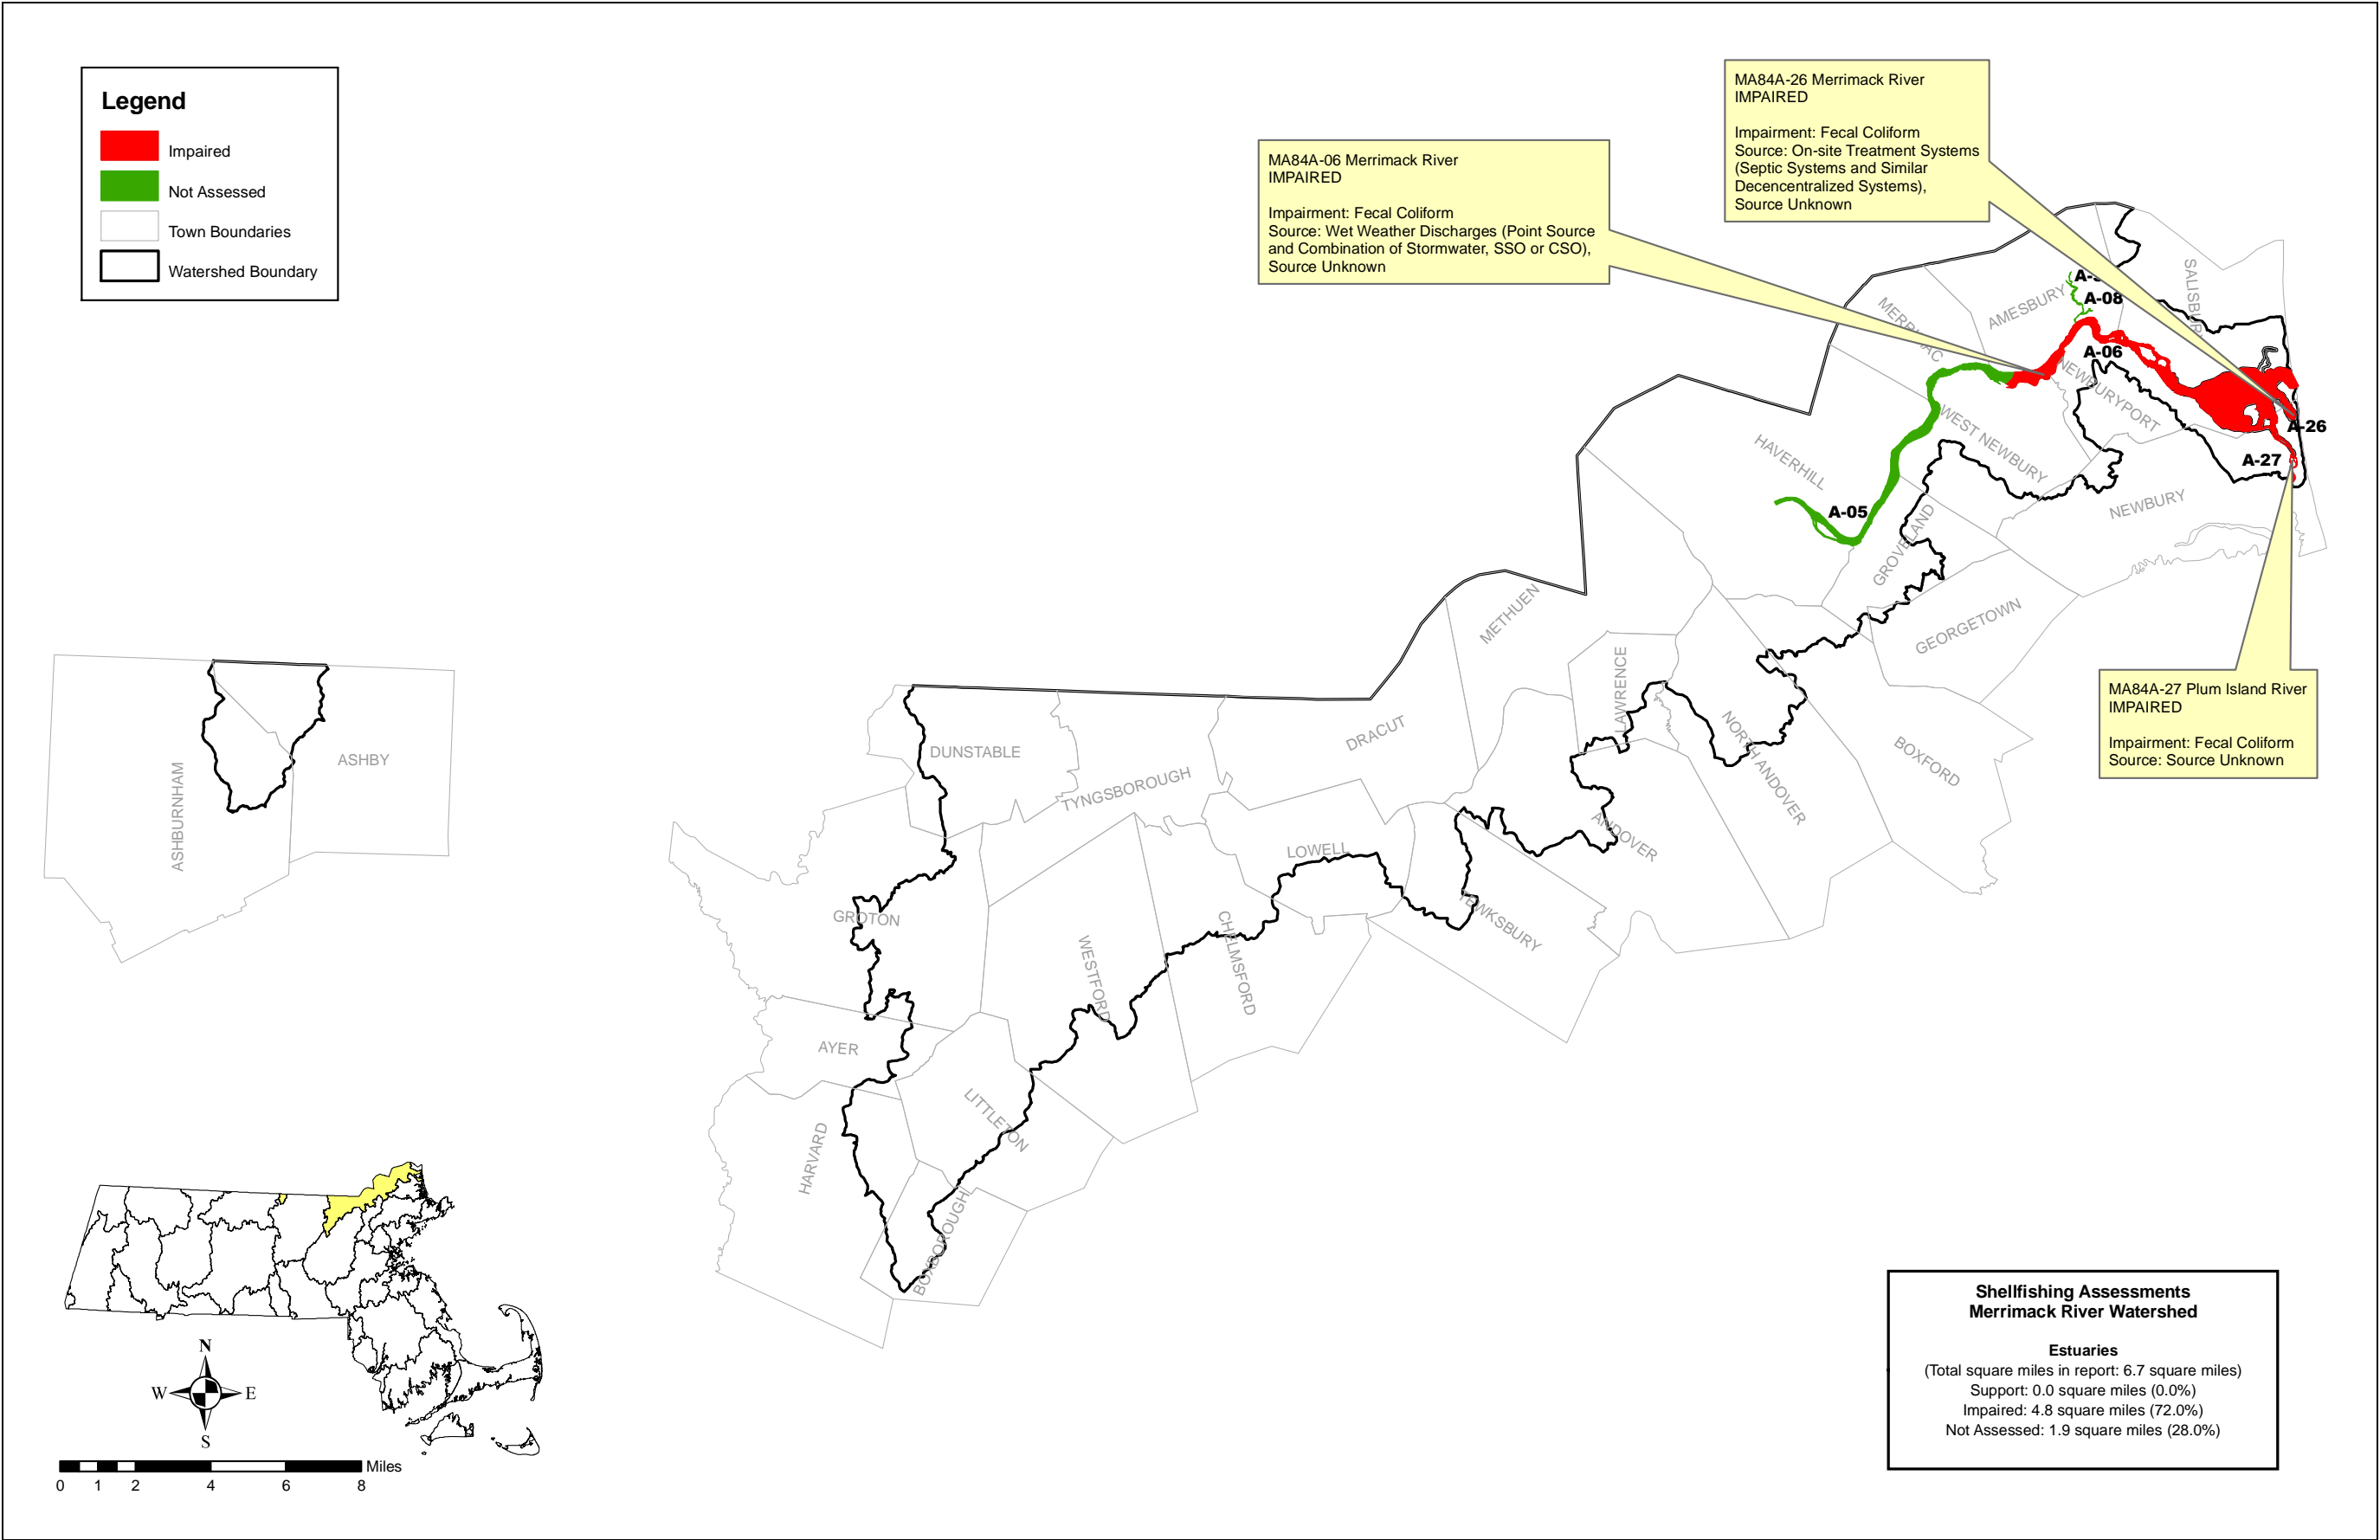 Legend
Impaired
Not Assessed
Town Boundaries
Watershed Boundary
MA84A-26 Merrimack River
IMPAIRED
Impairment: Fecal Coliform
Source: On-site Treatment Systems
(Septic Systems and Similar
Decencentralized Systems),
Source Unknown
MA84A-06 Merrimack River
IMPAIRED
Impairment: Fecal Coliform
Source: Wet Weather Discharges (Point Source
and Combination of Stormwater, SSO or CSO),
Source Unknown
A-08
AMESBURY
A-06
NEWBURYPORT
WEST NEWBURY
A-26
A-27
HAVERHILL
A-05
NEWBURY
GROVELAND
GEORGETOWN
METHUEN
LAWRENCE
NORTH ANDOVER
BOXFORD
MA84A-27 Plum Island River
IMPAIRED
Impairment: Fecal Coliform
Source: Source Unknown
DUNSTABLE
TYNGSBOROUGH
DRACUT
ASHBY
ASHBURNHAM
LOWELL
ANDOVER
TEWKSBURY
GROTON
WESTFORD
CHELMSFORD
AYER
LITTLETON
HARVARD
BOXBOROUGH
N
W
E
S
Miles
0 1 2 4 6 8
Shellfishing Assessments
Merrimack River Watershed
Estuaries
(Total square miles in report: 6.7 square miles)
Support: 0.0 square miles (0.0%)
Impaired: 4.8 square miles (72.0%)
Not Assessed: 1.9 square miles (28.0%)